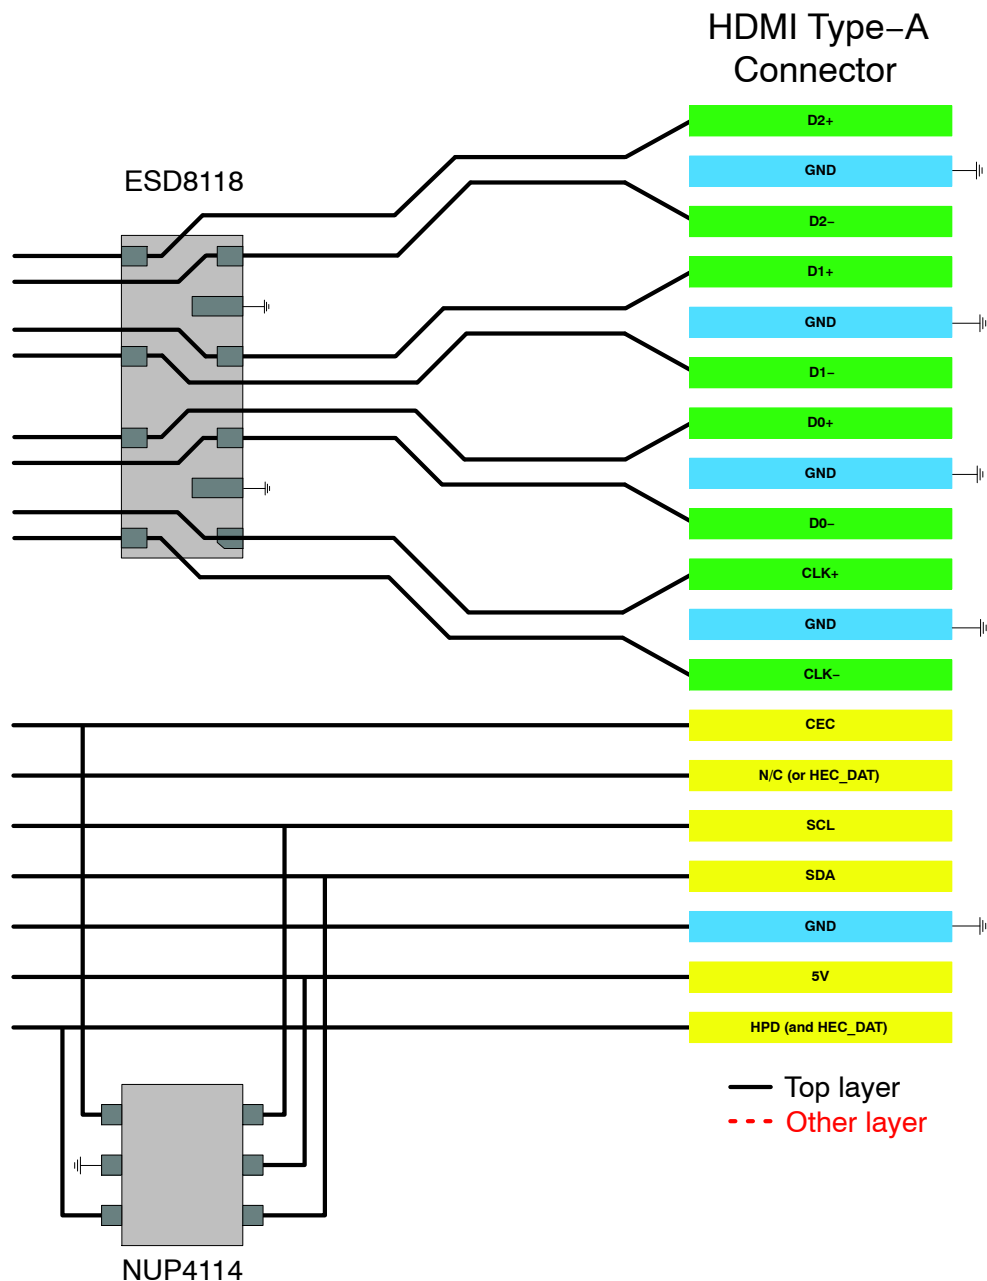 HDMI Type–A
Connector
D2+
GND
ESD8118
D2–
D1+
GND
D1–
D0+
GND
D0–
CLK+
GND
CLK–
CEC
N/C (or HEC_DAT)
SCL
SDA
GND
5V
HPD (and HEC_DAT)
Top layer
Other layer
NUP4114